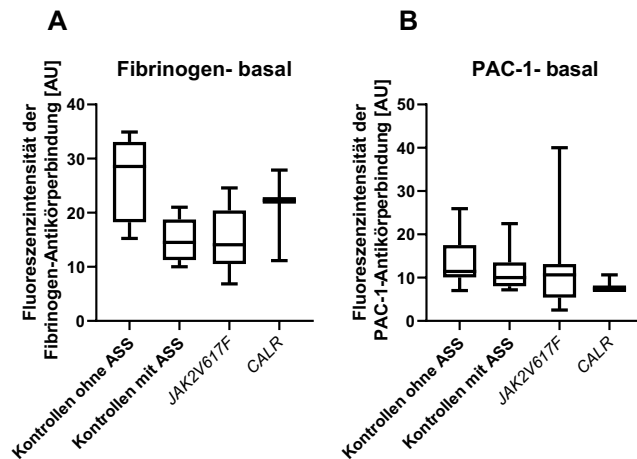 A
Fibrinogen- basal
Fluoreszenzintensität der
Fibrinogen-Antikörperbindung [AU]
40
30
20
10
0
Kontrollen ohne ASS
Kontrollen mit ASS
JAK2V617F
CALR
B
PAC-1- basal
Fluoreszenzintensität der
PAC-1-Antikörperbindung [AU]
50
40
30
20
10
0
Kontrollen ohne ASS
Kontrollen mit ASS
JAK2V617F
CALR